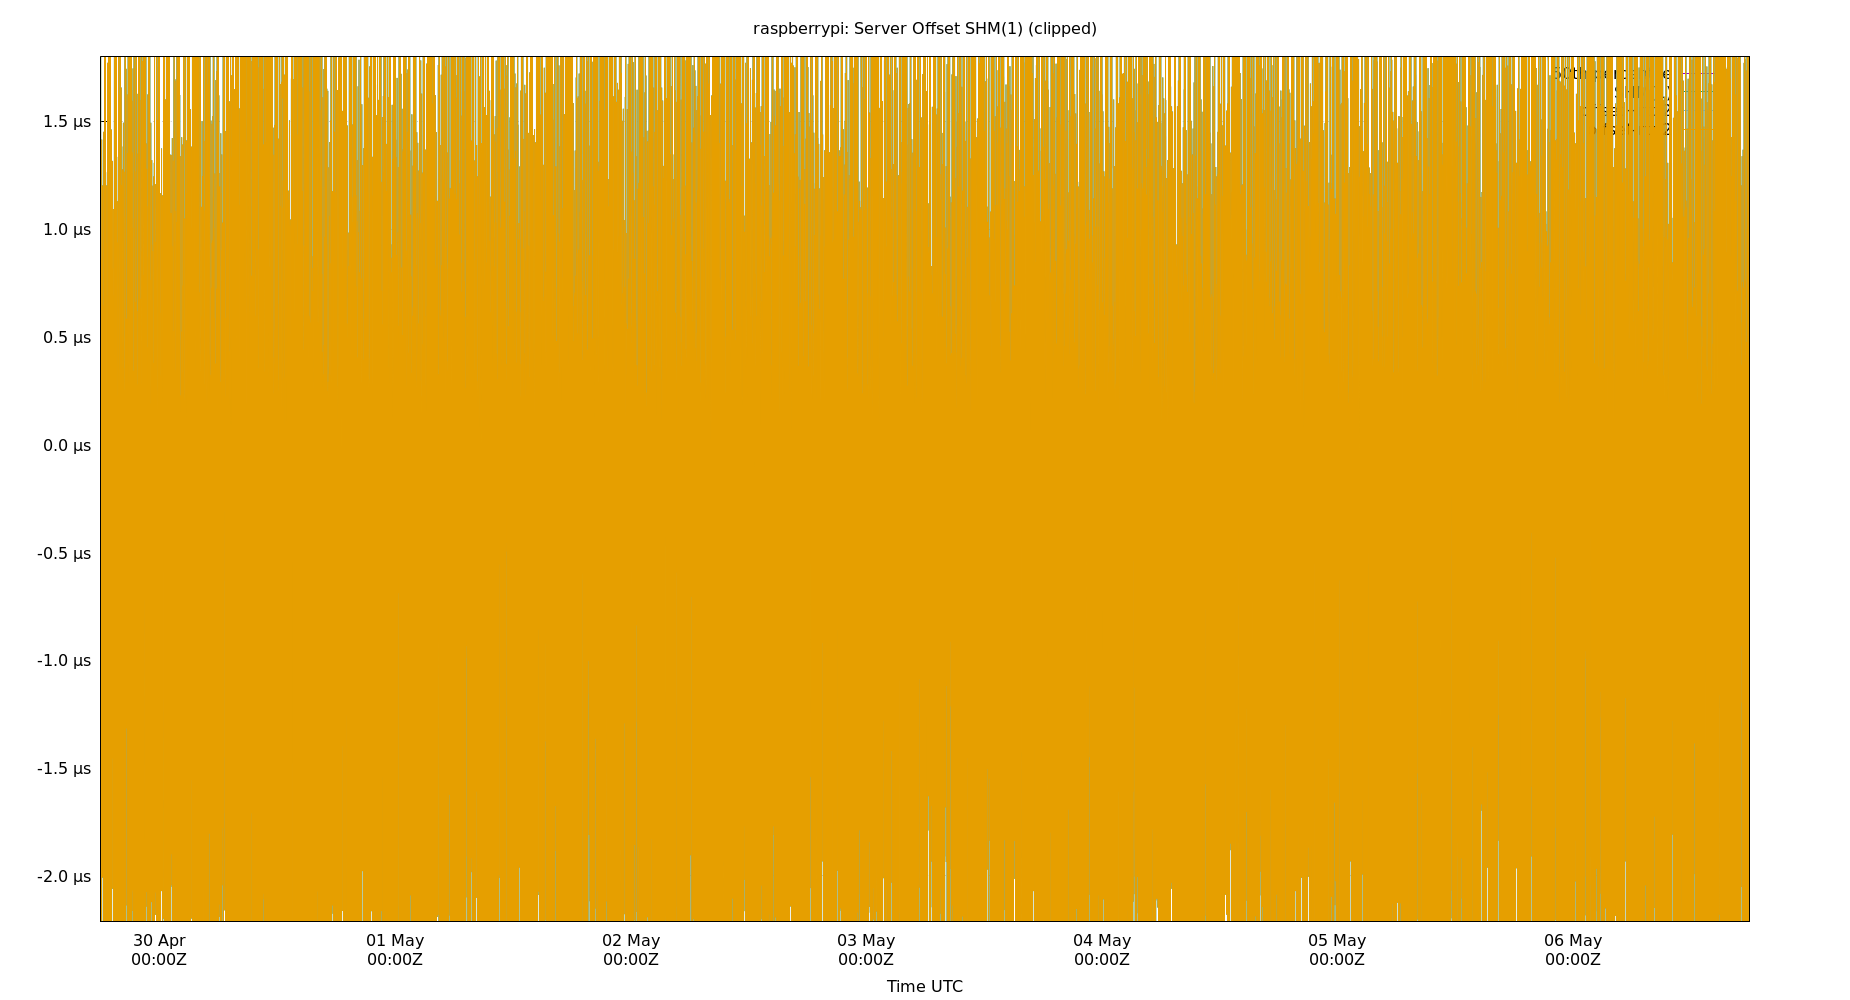 raspberrypi: Server Offset SHM(1) (clipped)
1.5 µs
1.0 µs
0.5 µs
0.0 µs
-0.5 µs
-1.0 µs
-1.5 µs
-2.0 µs
30 Apr 01 May 02 May 03 May 04 May 05 May 06 May
00:00Z 00:00Z 00:00Z 00:00Z 00:00Z 00:00Z 00:00Z
Time UTC